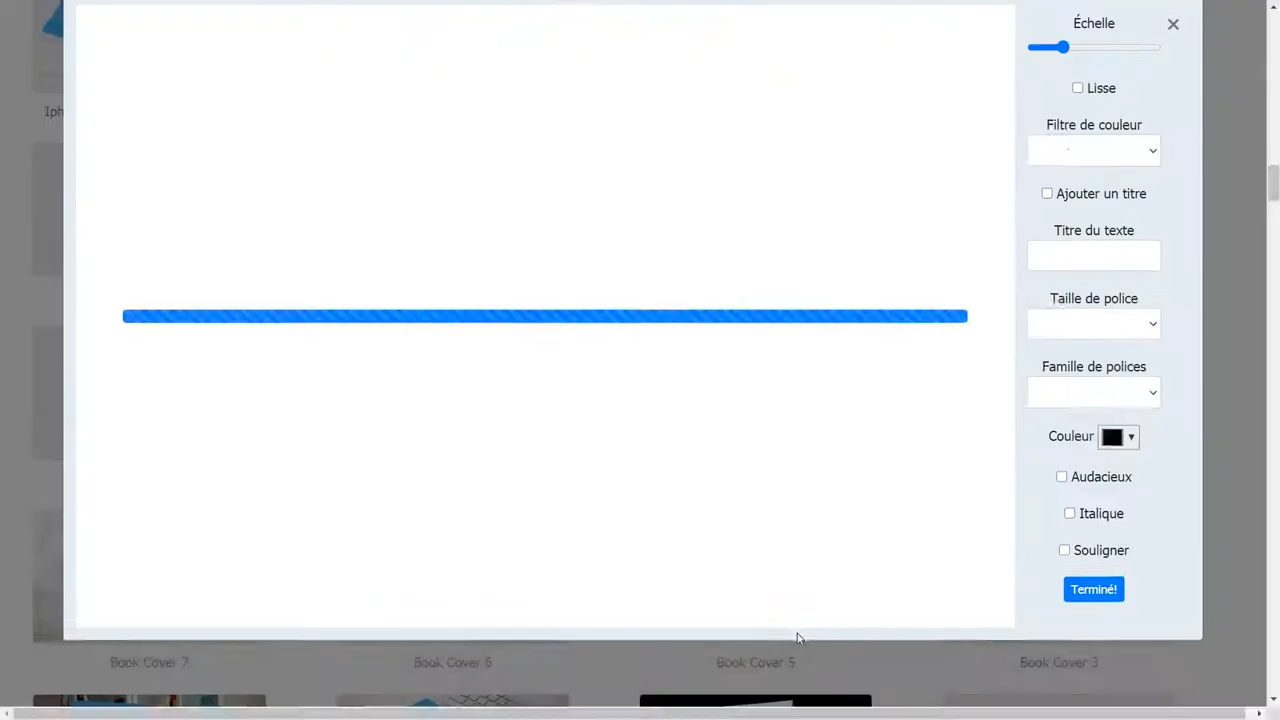 Échelle
Lisse
Filtre de couleur
Ajouter un titre
Titre du texte
Taille de police
Famille de polices
Couleur
Audacieux
Italique
Souligner
Terminé!
Iph
Book Cover 7
Book Cover 6
Book Cover 5
Book Cover 3